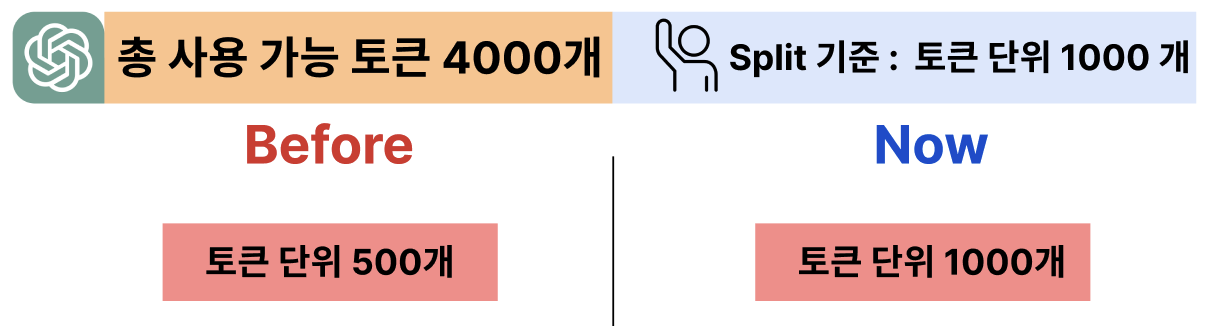 총 사용 가능 토큰 4000개
Split 기준 : 토큰 단위 1000 개
Before
Now
토큰 단위 500개
토큰 단위 1000개